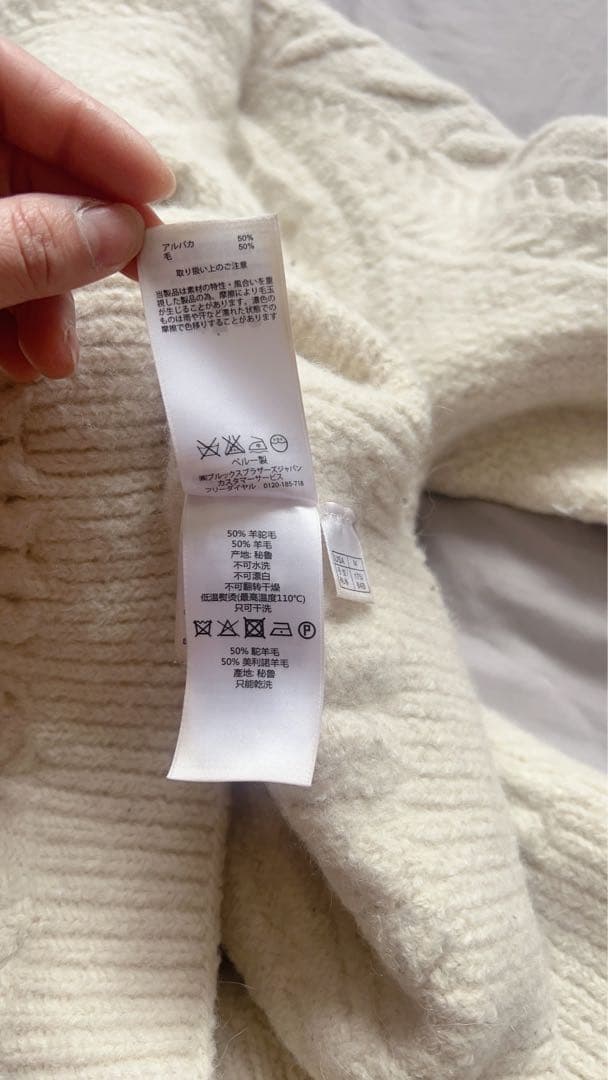 アルパカ 50%
毛 50%
取り扱い上のご注意
当製品は素材の特性・風合いを重
視した製品の為、摩擦により毛玉
が生じることがあります。濃色の
ものは雨や汗など濡れた状態での
摩擦で色移りすることがあります
ペルー製
㈱ブルックスブラザーズジャパン
カスタマーサービス
フリーダイヤル 0120-185-718
50% 羊驼毛
50% 羊毛
产地: 秘鲁
不可水洗
不可漂白
不可翻转干燥
低温熨烫(最高温度110℃)
只可干洗
P
50% 駝羊毛
50% 美利諾羊毛
產地: 秘魯
只能乾洗
USA M